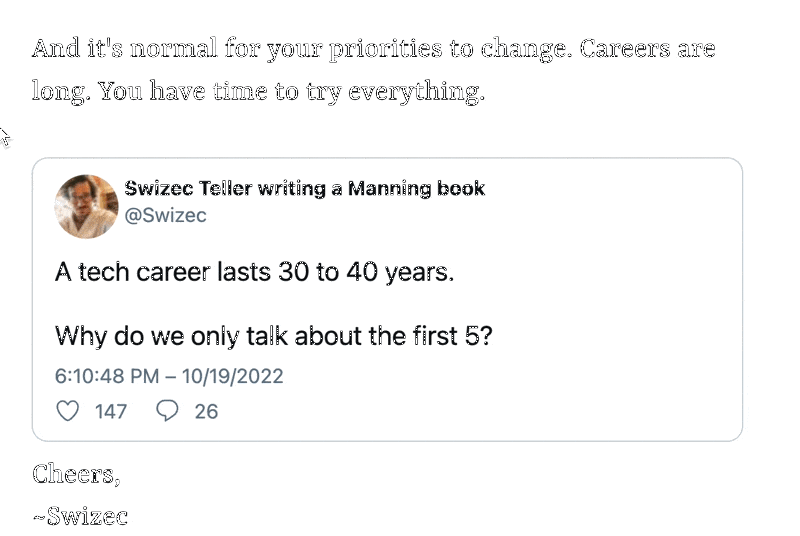 And it's normal for your priorities to change. Careers are
long. You have time to try everything.
Swizec Teller writing a Manning book
@Swizec
A tech career lasts 30 to 40 years.
Why do we only talk about the first 5?
6:10:48 PM – 10/19/2022
147 26
Cheers,
~Swizec